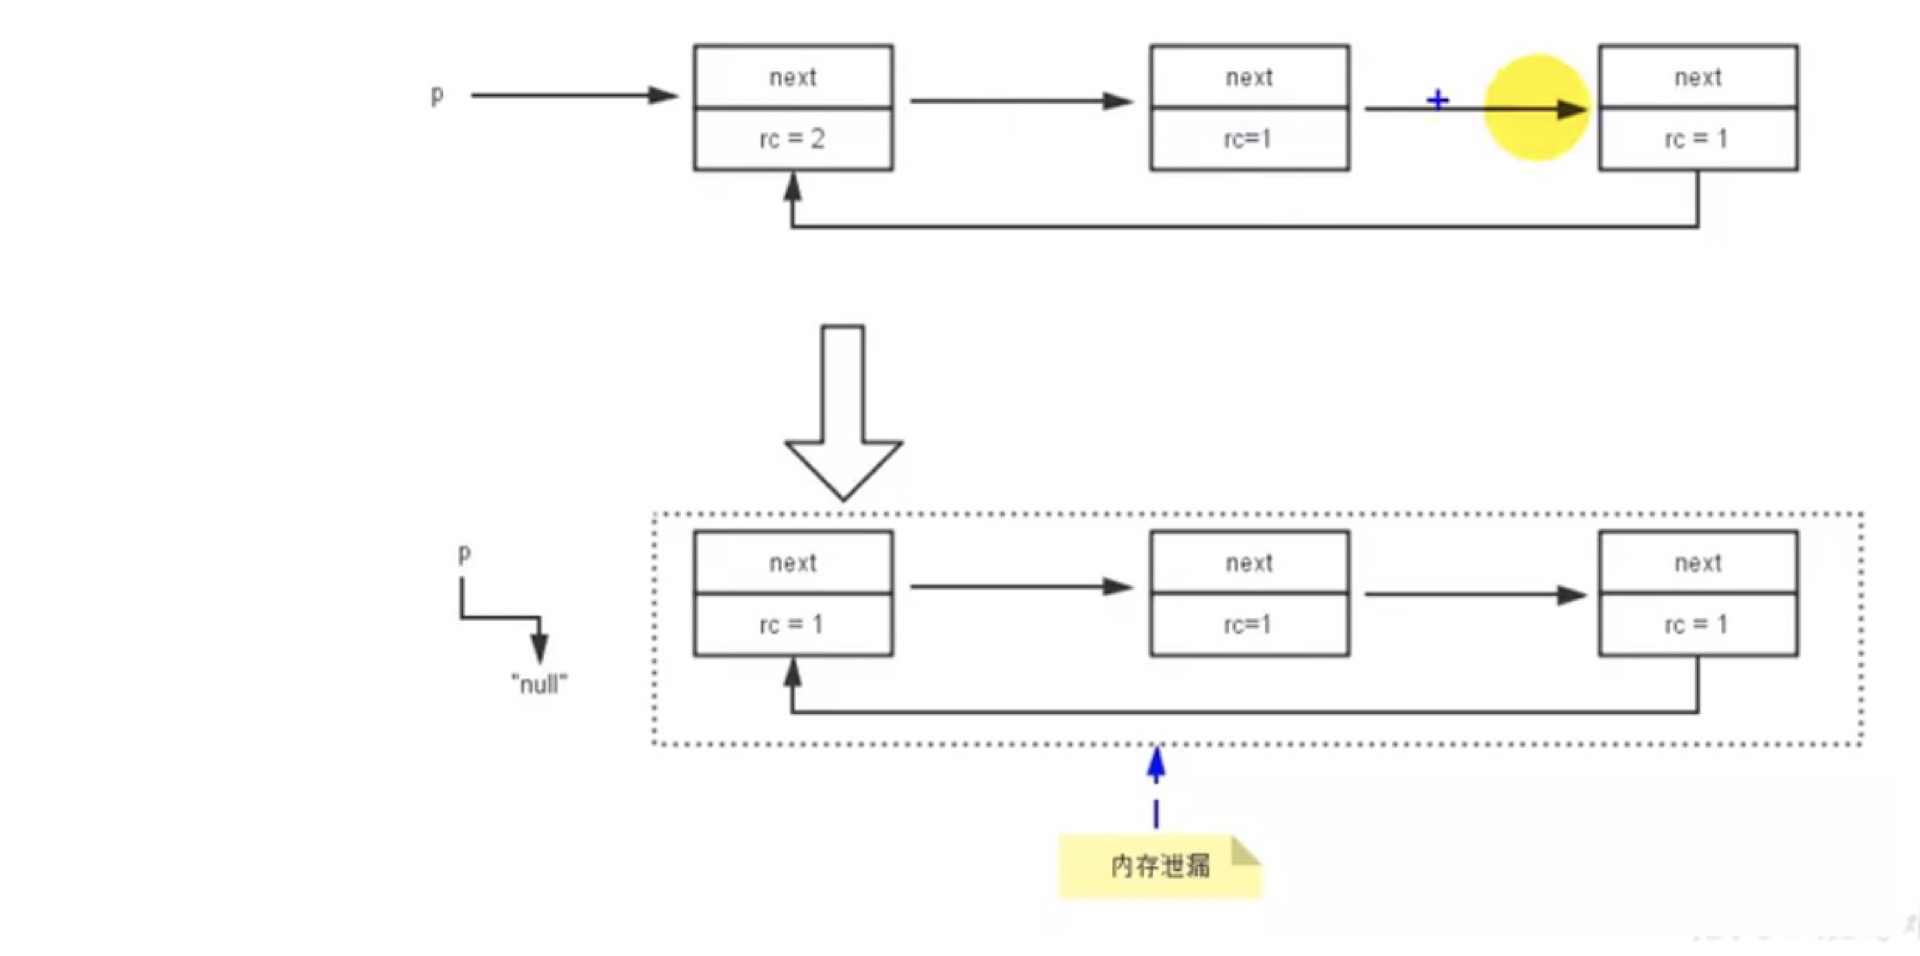 p
next
next
next
rc = 2
rc=1
rc = 1
p
next
next
next
rc = 1
rc=1
rc = 1
"null"
内存泄漏